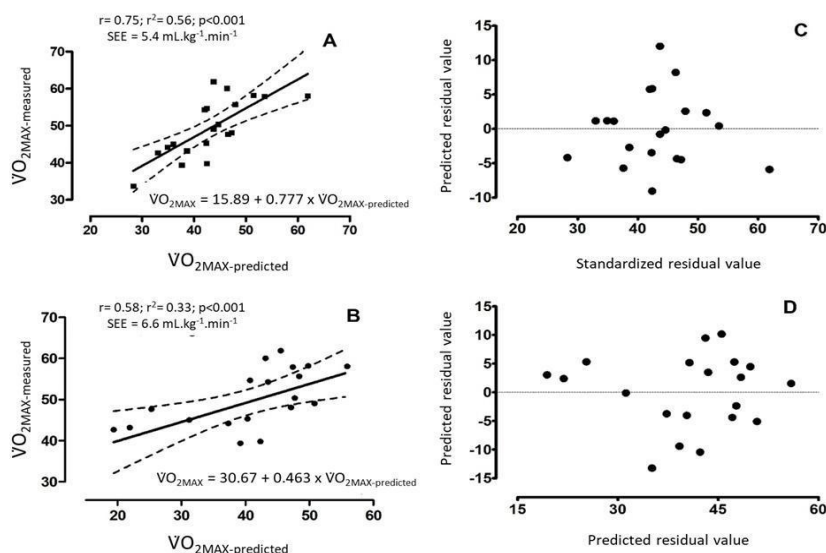 r= 0.75; r²= 0.56; p<0.001
SEE = 5.4 mL.kg⁻¹.min⁻¹
A
V̇O₂MAX-measured
70
60
50
40
30
V̇O₂MAX = 15.89 + 0.777 x V̇O₂MAX-predicted
20 30 40 50 60 70
V̇O₂MAX-predicted
C
Predicted residual value
15
10
5
0
-5
-10
20 30 40 50 60 70
Standardized residual value
r= 0.58; r²= 0.33; p<0.001
SEE = 6.6 mL.kg⁻¹.min⁻¹
B
V̇O₂MAX-measured
70
60
50
40
30
V̇O₂MAX = 30.67 + 0.463 x V̇O₂MAX-predicted
20 30 40 50 60
V̇O₂MAX-predicted
D
Predicted residual value
15
10
5
0
-5
-10
-15
15 30 45 60
Predicted residual value